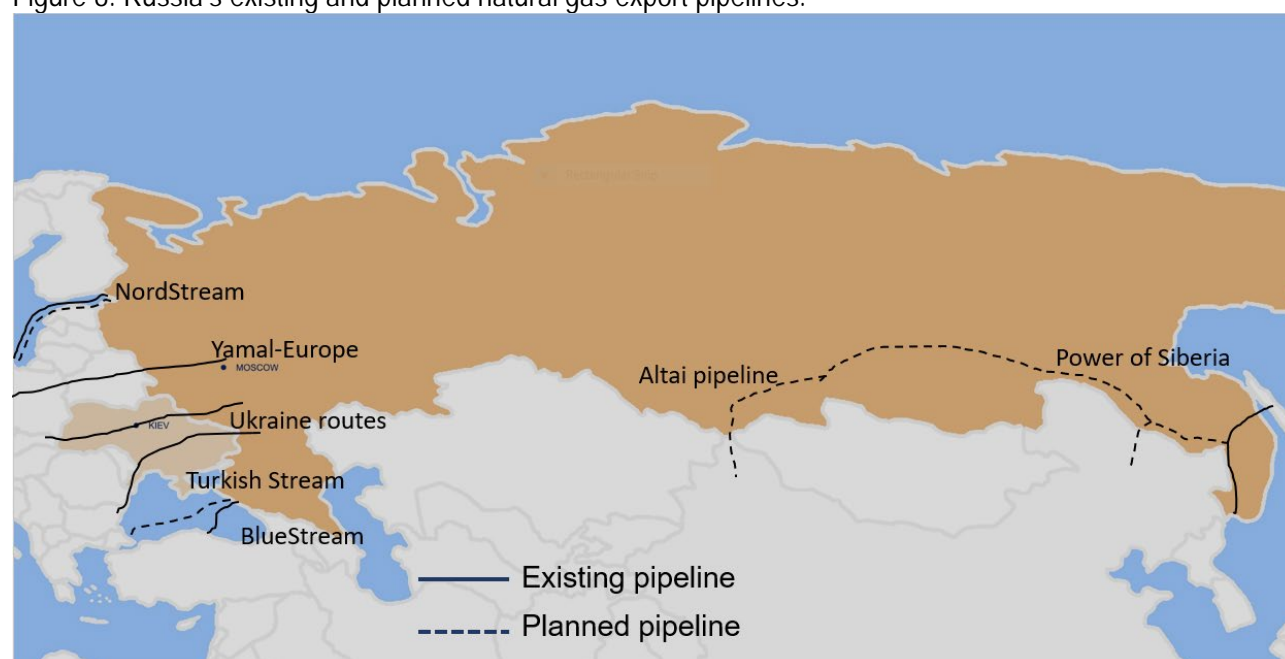 Figure 6. Russia's existing and planned natural gas export pipelines.
NordStream
Yamal-Europe
MOSCOW
Altai pipeline
Power of Siberia
Ukraine routes
KIEV
Turkish Stream
BlueStream
Existing pipeline
Planned pipeline